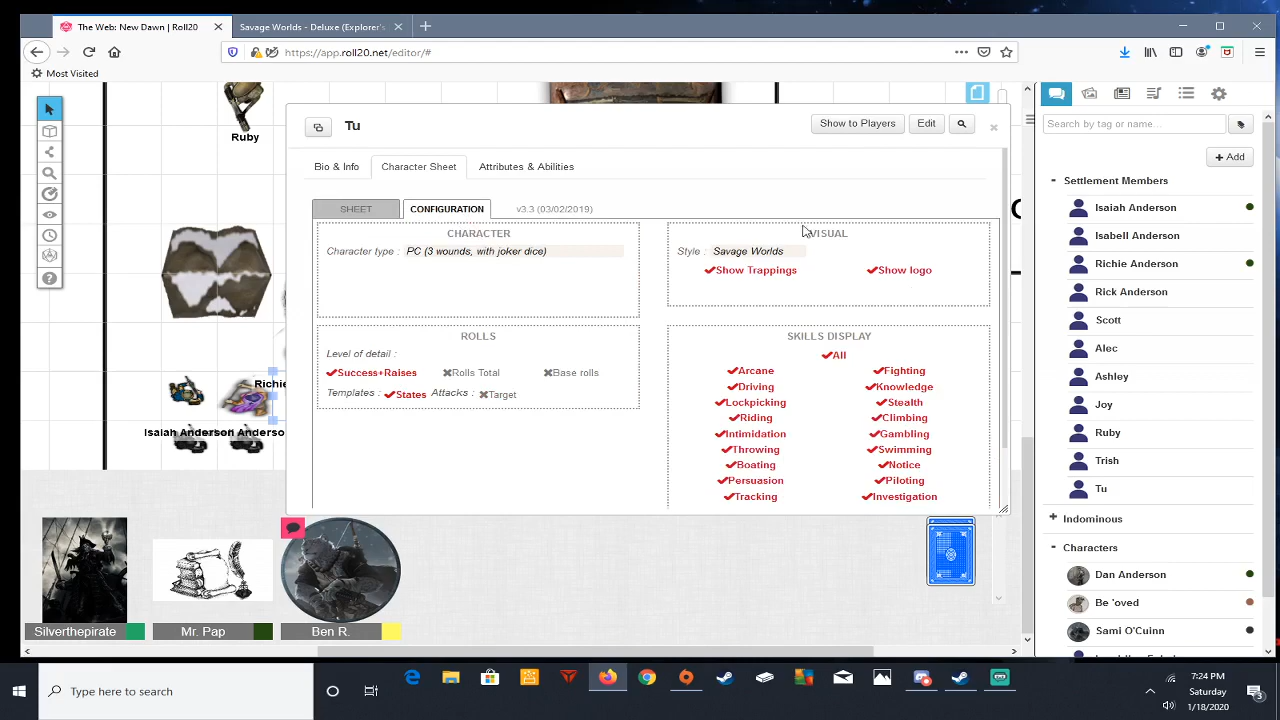 The Web: New Dawn | Roll20
Savage Worlds - Deluxe (Explorer's
https://app.roll20.net/editor/#
Most Visited
Ruby
Tu
Show to Players
Edit
Search by tag or name...
Add
Bio & Info
Character Sheet
Attributes & Abilities
SHEET
CONFIGURATION
v3.3 (03/02/2019)
CHARACTER
Character type :
PC (3 wounds, with joker dice)
VISUAL
Style :
Savage Worlds
Show Trappings
Show logo
ROLLS
Level of detail :
Success+Raises
Rolls Total
Base rolls
Templates :
States
Attacks :
Target
SKILLS DISPLAY
All
Arcane
Fighting
Driving
Knowledge
Lockpicking
Stealth
Riding
Climbing
Intimidation
Gambling
Throwing
Swimming
Boating
Notice
Persuasion
Piloting
Tracking
Investigation
Richie
Isaiah Anderson
Settlement Members
Isaiah Anderson
Isabell Anderson
Richie Anderson
Rick Anderson
Scott
Alec
Ashley
Joy
Ruby
Trish
Tu
Indominous
Characters
Dan Anderson
Be 'oved
Sami O'Cuinn
Silverthepirate
Mr. Pap
Ben R.
Type here to search
7:24 PM
Saturday
1/18/2020
3